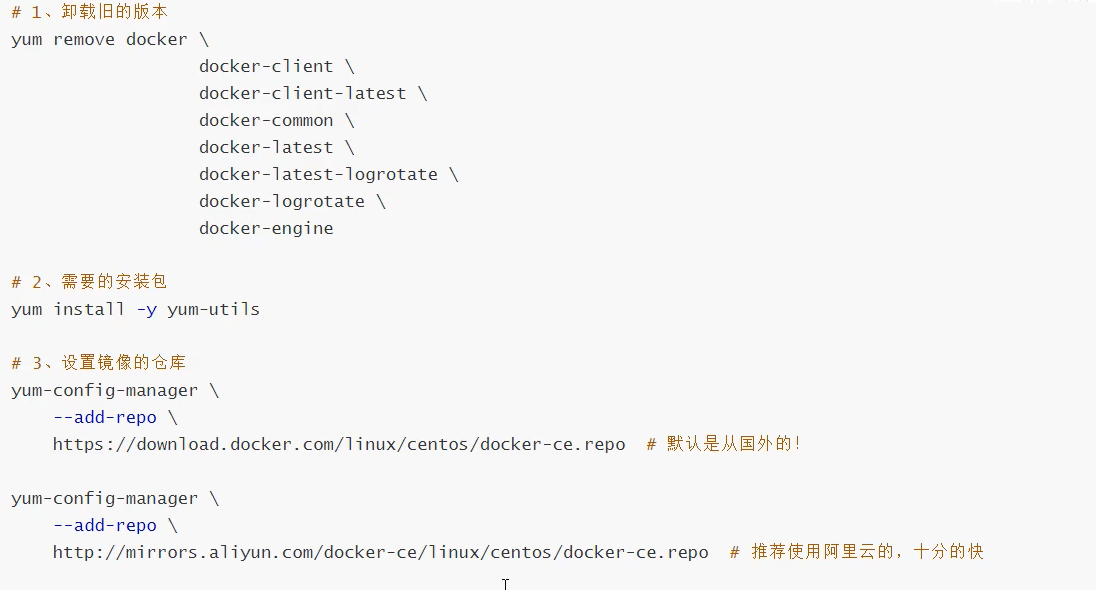 # 1、卸载旧的版本
yum remove docker \
                  docker-client \
                  docker-client-latest \
                  docker-common \
                  docker-latest \
                  docker-latest-logrotate \
                  docker-logrotate \
                  docker-engine

# 2、需要的安装包
yum install -y yum-utils

# 3、设置镜像的仓库
yum-config-manager \
    --add-repo \
    https://download.docker.com/linux/centos/docker-ce.repo  # 默认是从国外的!

yum-config-manager \
    --add-repo \
    http://mirrors.aliyun.com/docker-ce/linux/centos/docker-ce.repo  # 推荐使用阿里云的，十分的快